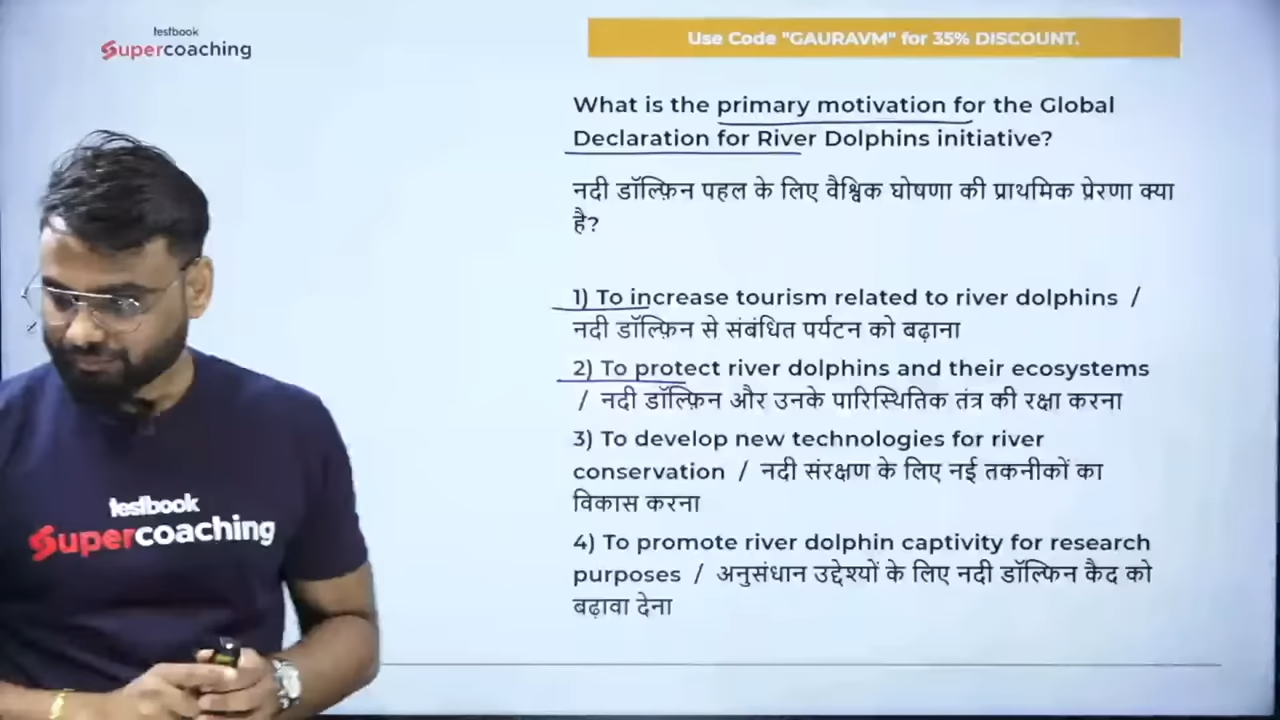 testbook
Supercoaching
Use Code "GAURAVM" for 35% DISCOUNT.
What is the primary motivation for the Global
Declaration for River Dolphins initiative?
नदी डॉल्फ़िन पहल के लिए वैश्विक घोषणा की प्राथमिक प्रेरणा क्या
है?
1) To increase tourism related to river dolphins /
नदी डॉल्फ़िन से संबंधित पर्यटन को बढ़ाना
2) To protect river dolphins and their ecosystems
/ नदी डॉल्फ़िन और उनके पारिस्थितिक तंत्र की रक्षा करना
3) To develop new technologies for river
conservation / नदी संरक्षण के लिए नई तकनीकों का
विकास करना
4) To promote river dolphin captivity for research
purposes / अनुसंधान उद्देश्यों के लिए नदी डॉल्फ़िन कैद को
बढ़ावा देना
testbook
Supercoaching